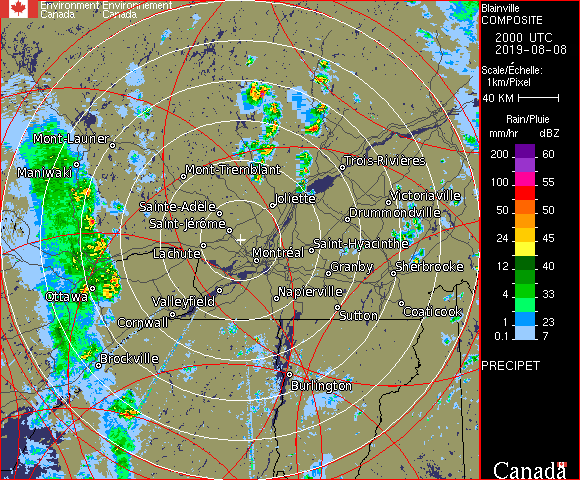 Environment Environnement
Canada Canada
Blainville
COMPOSITE
2000 UTC
2019-08-08
Scale/Échelle:
1km/Pixel
40 KM
Rain/Pluie
mm/hr dBZ
200 60
100 55
50 50
24 45
12 40
4 33
1 23
0.1 7
PRECIPET
Canada
Mont-Laurier
Maniwaki
Mont-Tremblant
Trois-Rivières
Sainte-Adèle
Joliette
Victoriaville
Saint-Jérôme
Drummondville
Lachute
Montréal
Saint-Hyacinthe
Granby
Sherbrooke
Ottawa
Valleyfield
Napierville
Cornwall
Sutton
Coaticook
Brockville
Burlington